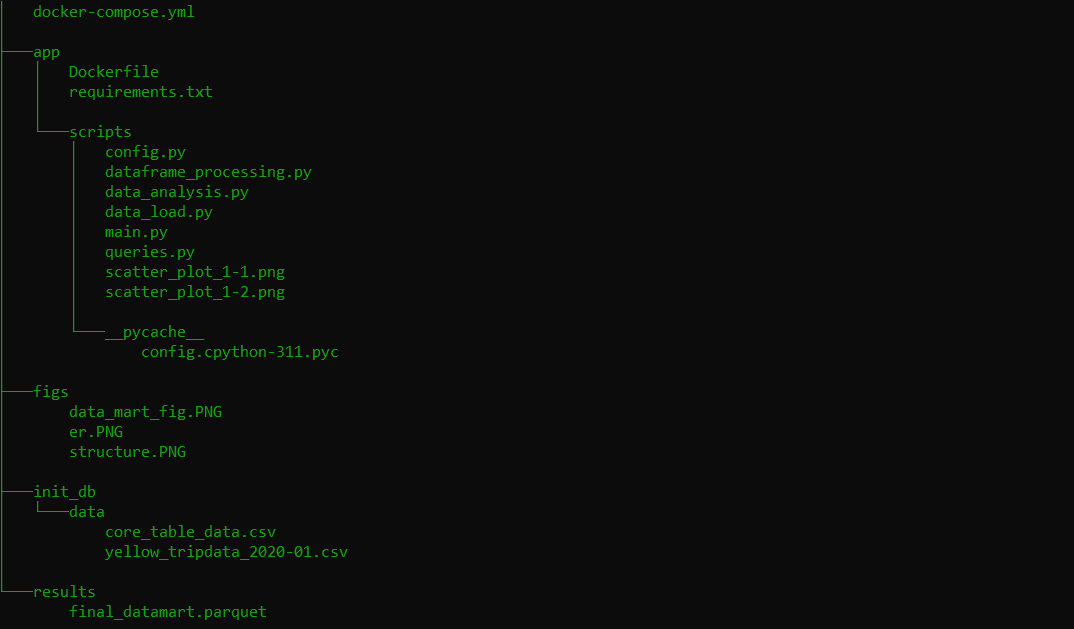 docker-compose.yml
app
Dockerfile
requirements.txt
scripts
config.py
dataframe_processing.py
data_analysis.py
data_load.py
main.py
queries.py
scatter_plot_1-1.png
scatter_plot_1-2.png
__pycache__
config.cpython-311.pyc
figs
data_mart_fig.PNG
er.PNG
structure.PNG
init_db
data
core_table_data.csv
yellow_tripdata_2020-01.csv
results
final_datamart.parquet